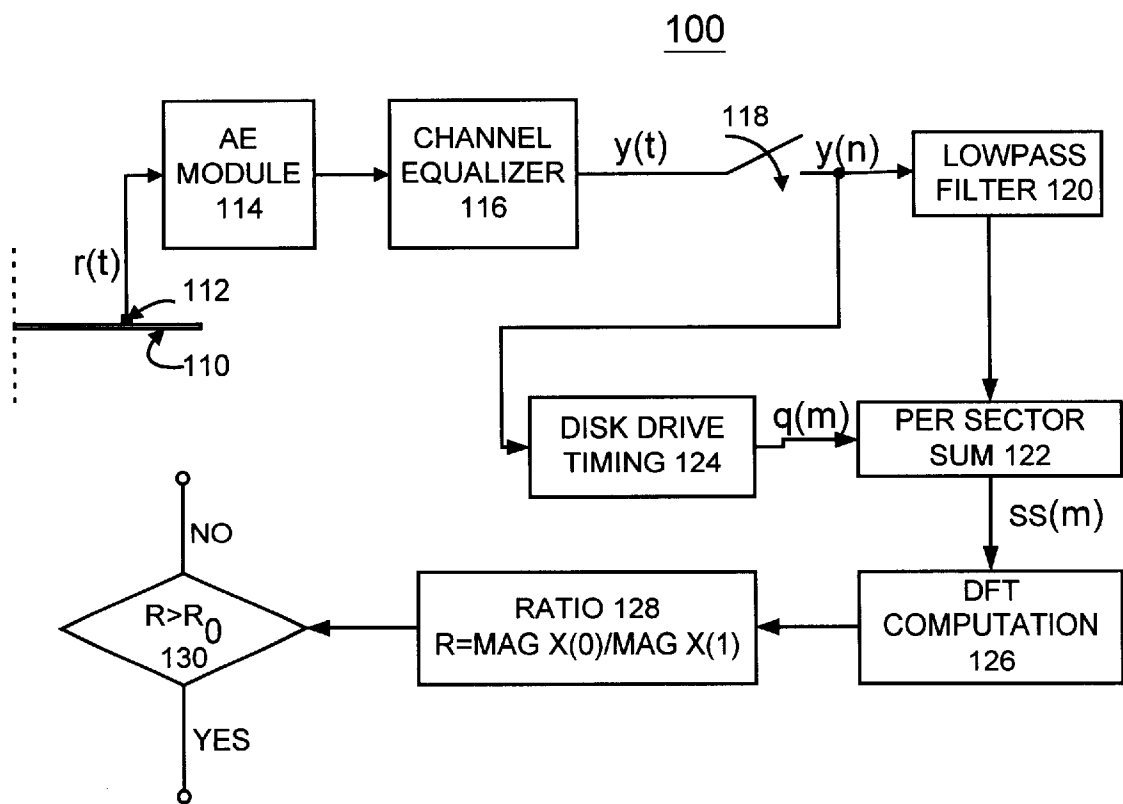 100
AE
MODULE
114
CHANNEL
EQUALIZER
116
y(t)
118
y(n)
LOWPASS
FILTER 120
r(t)
112
110
DISK DRIVE
TIMING 124
q(m)
PER SECTOR
SUM 122
ss(m)
NO
R>R0
130
YES
RATIO 128
R=MAG X(0)/MAG X(1)
DFT
COMPUTATION
126